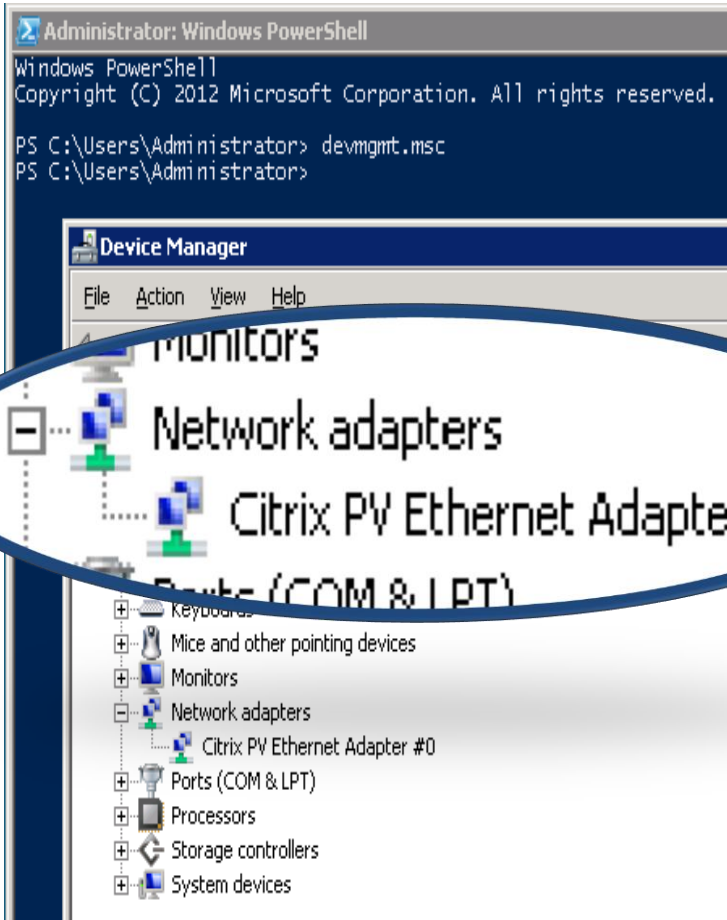 Administrator: Windows PowerShell
Windows PowerShell
Copyright (C) 2012 Microsoft Corporation. All rights reserved.
PS C:\Users\Administrator> devmgmt.msc
PS C:\Users\Administrator>
Device Manager
File Action View Help
Monitors
Network adapters
Citrix PV Ethernet Adapte
Ports (COM & LPT)
Keyboards
Mice and other pointing devices
Monitors
Network adapters
Citrix PV Ethernet Adapter #0
Ports (COM & LPT)
Processors
Storage controllers
System devices